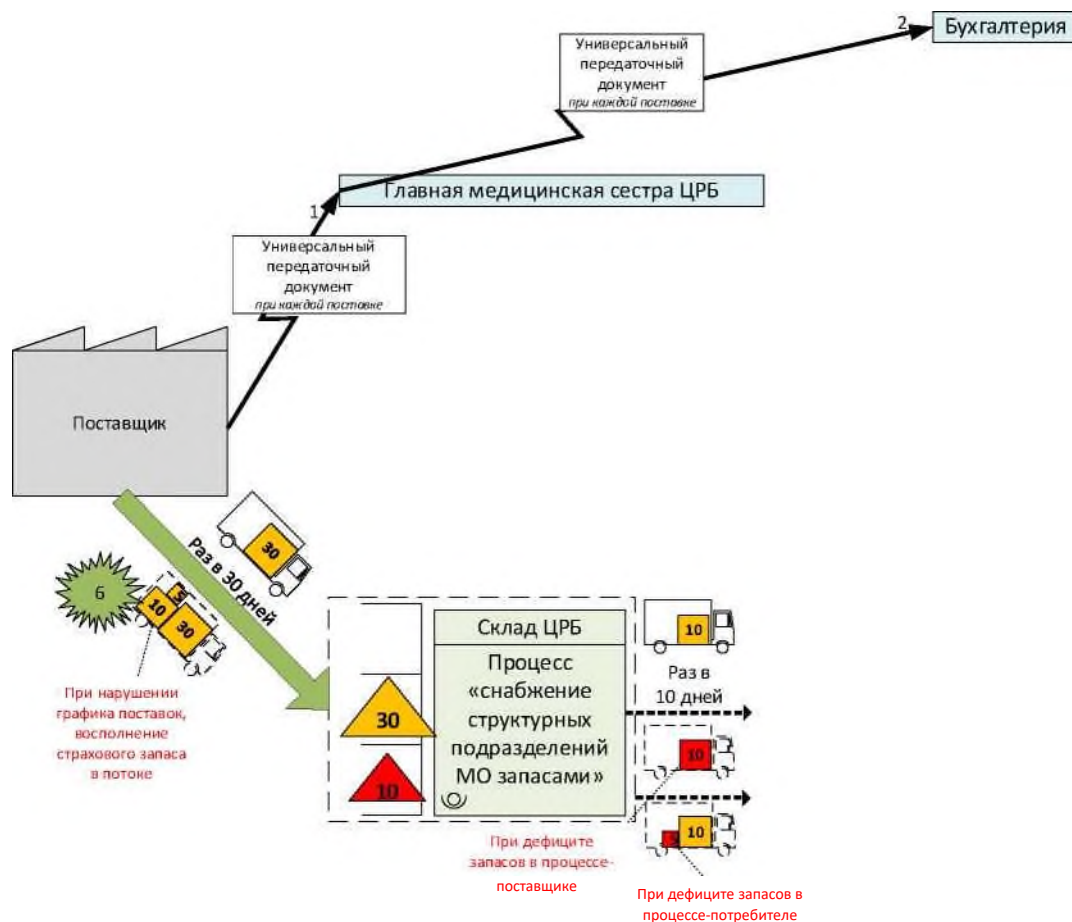 2
Бухгалтерия
Универсальный
передаточный
документ
при каждой поставке
Главная медицинская сестра ЦРБ
1
Универсальный
передаточный
документ
при каждой поставке
Поставщик
30
Раз в 30 дней
6
5
10
30
При нарушении
графика поставок,
восполнение
страхового запаса
в потоке
30
10
Склад ЦРБ
Процесс
«снабжение
структурных
подразделений
МО запасами»
10
Раз в
10 дней
10
10
При дефиците
запасов в процессе-
поставщике
При дефиците запасов в
процессе-потребителе